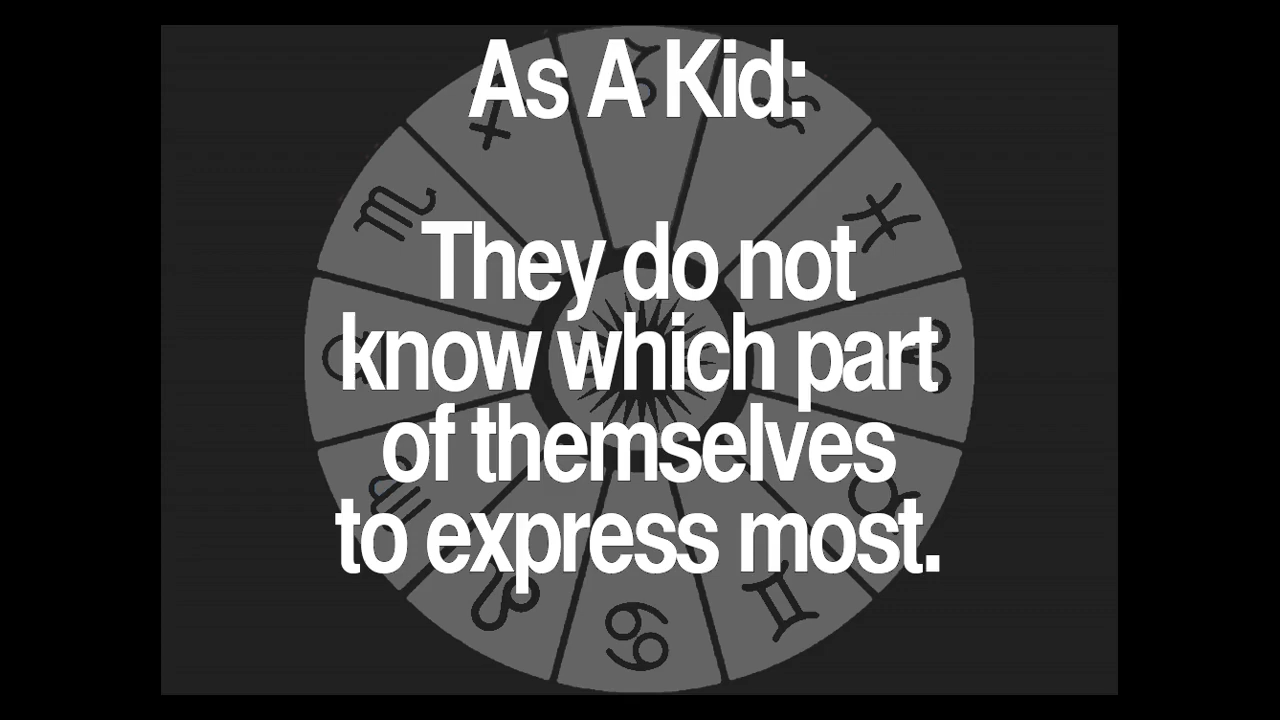 As A Kid:
They do not
know which part
of themselves
to express most.